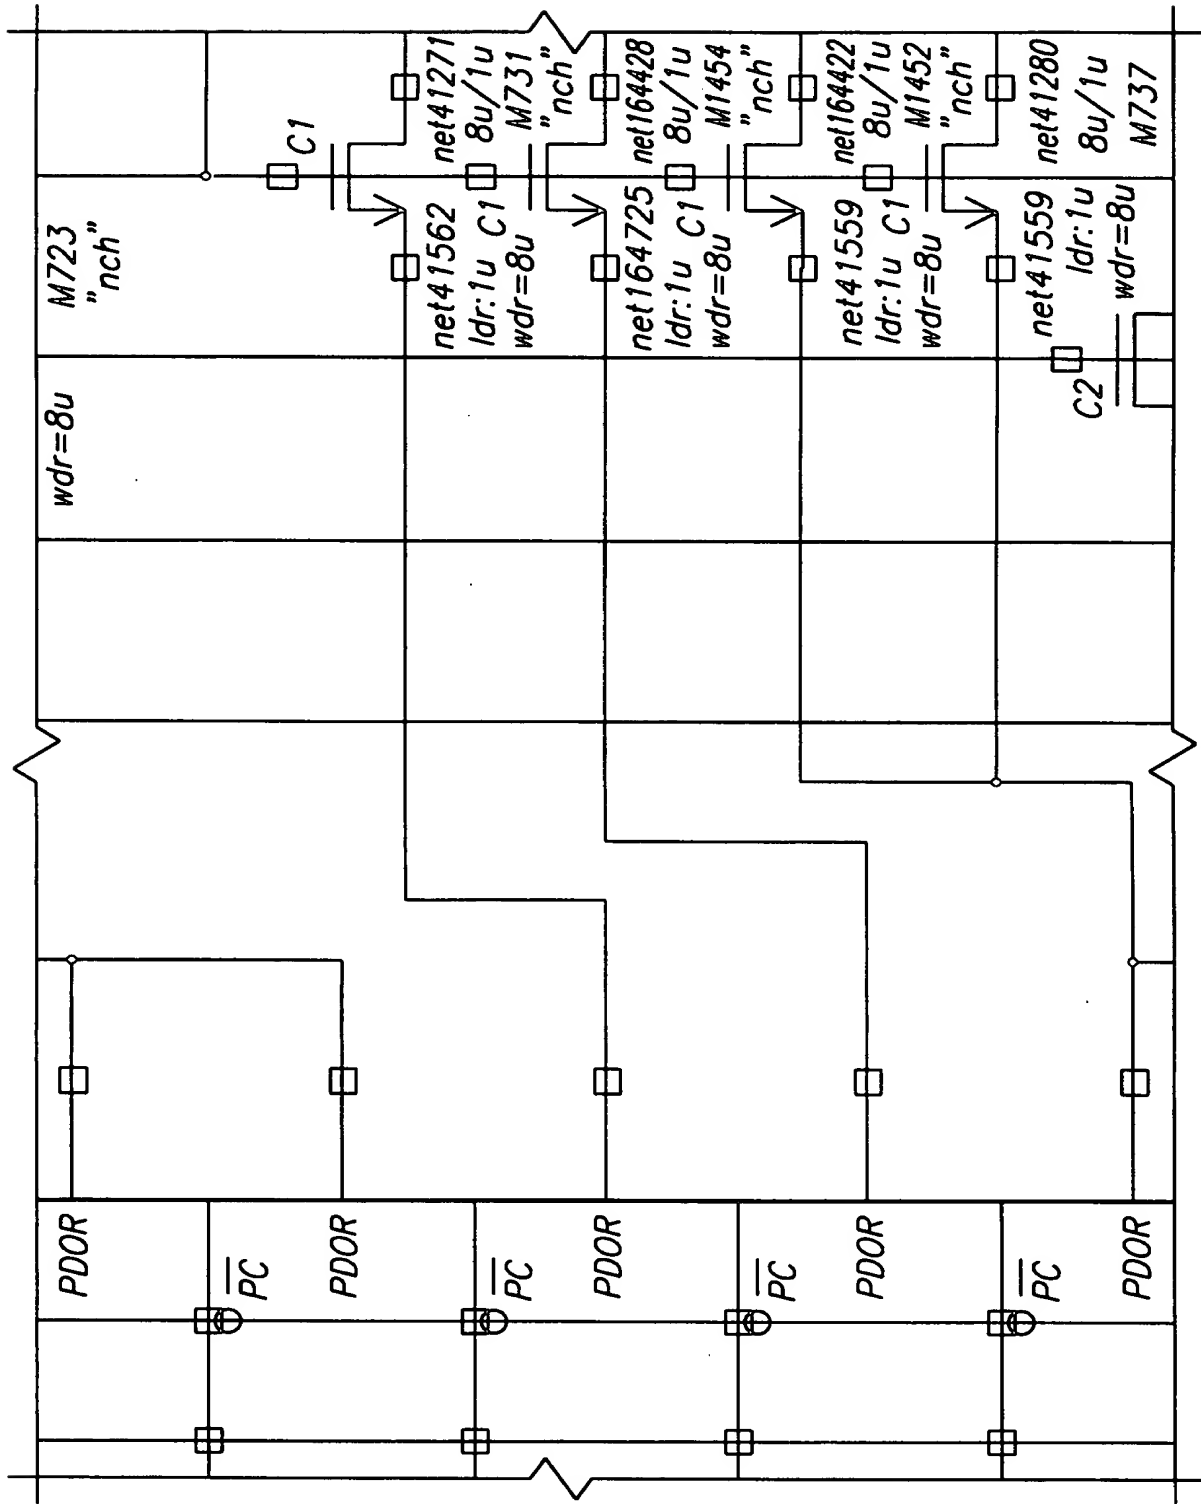 M723
"nch"
wdr=8u
C1
net41271
8u/1u
M731
"nch"
net41562
ldr:1u C1
wdr=8u
net164428
8u/1u
M1454
"nch"
net164725
ldr:1u C1
wdr=8u
net164422
8u/1u
M1452
"nch"
net41559
ldr:1u C1
wdr=8u
net41280
8u/1u
M737
net41559
ldr:1u
wdr=8u
C2
PDOR
PC
PDOR
PC
PDOR
PC
PDOR
PC
PDOR